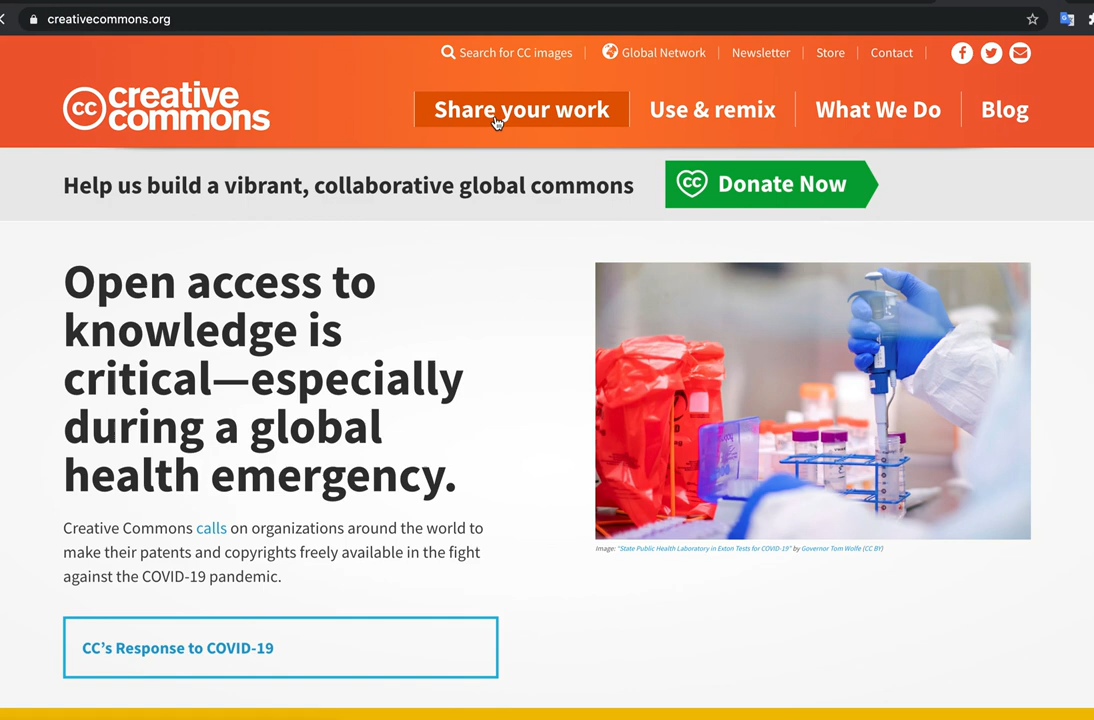 creativecommons.org
Search for CC images
Global Network
Newsletter
Store
Contact
cc creative commons
Share your work
Use & remix
What We Do
Blog
Help us build a vibrant, collaborative global commons
CC Donate Now
Open access to
knowledge is
critical—especially
during a global
health emergency.
Creative Commons calls on organizations around the world to
make their patents and copyrights freely available in the fight
against the COVID-19 pandemic.
Image: "State Public Health Laboratory in Exton Tests for COVID-19" by Governor Tom Wolfe (CC BY)
CC's Response to COVID-19